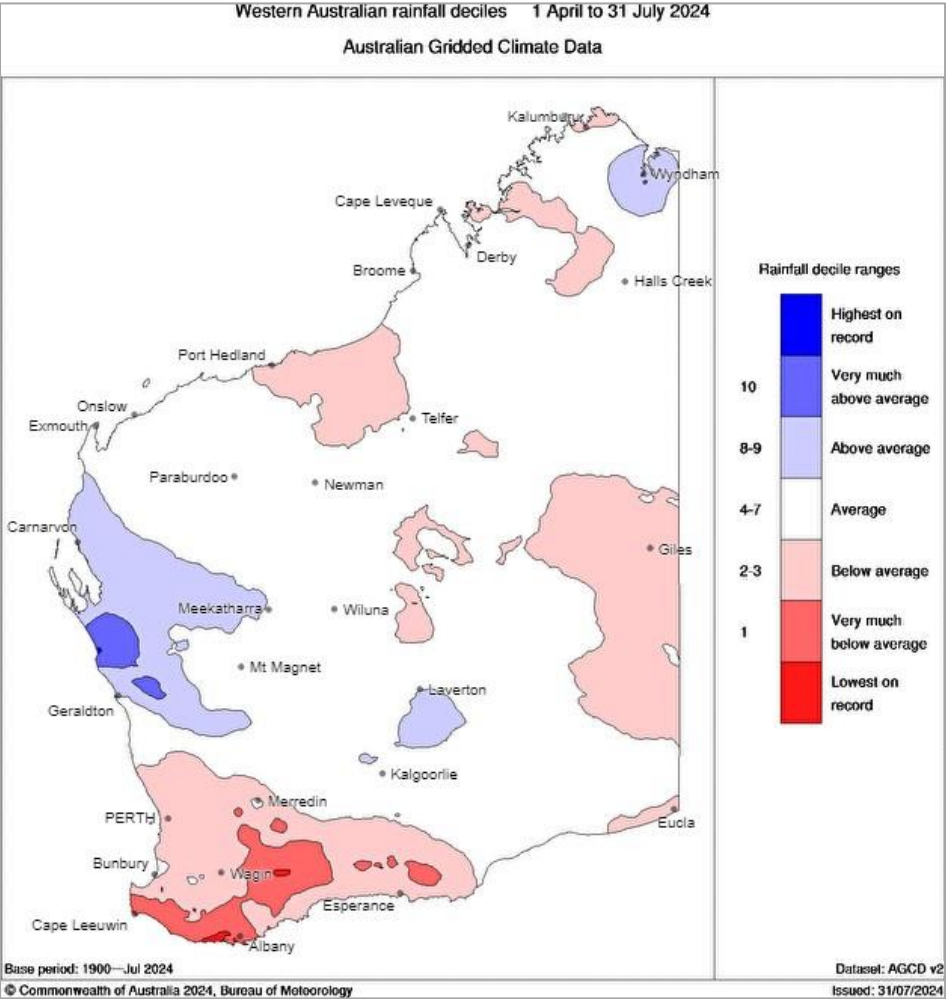 Western Australian rainfall deciles 1 April to 31 July 2024
Australian Gridded Climate Data
Kalumburu
Wyndham
Cape Leveque
Derby
Broome
Halls Creek
Port Hedland
Onslow
Telfer
Exmouth
Paraburdoo
Newman
Carnarvon
Giles
Meekatharra
Wiluna
Mt Magnet
Laverton
Geraldton
Kalgoorlie
Merredin
PERTH
Eucla
Bunbury
Wagin
Esperance
Cape Leeuwin
Albany
Rainfall decile ranges
Highest on
record
10
Very much
above average
8-9
Above average
4-7
Average
2-3
Below average
1
Very much
below average
Lowest on
record
Base period: 1900—Jul 2024
Dataset: AGCD v2
© Commonwealth of Australia 2024, Bureau of Meteorology
Issued: 31/07/2024